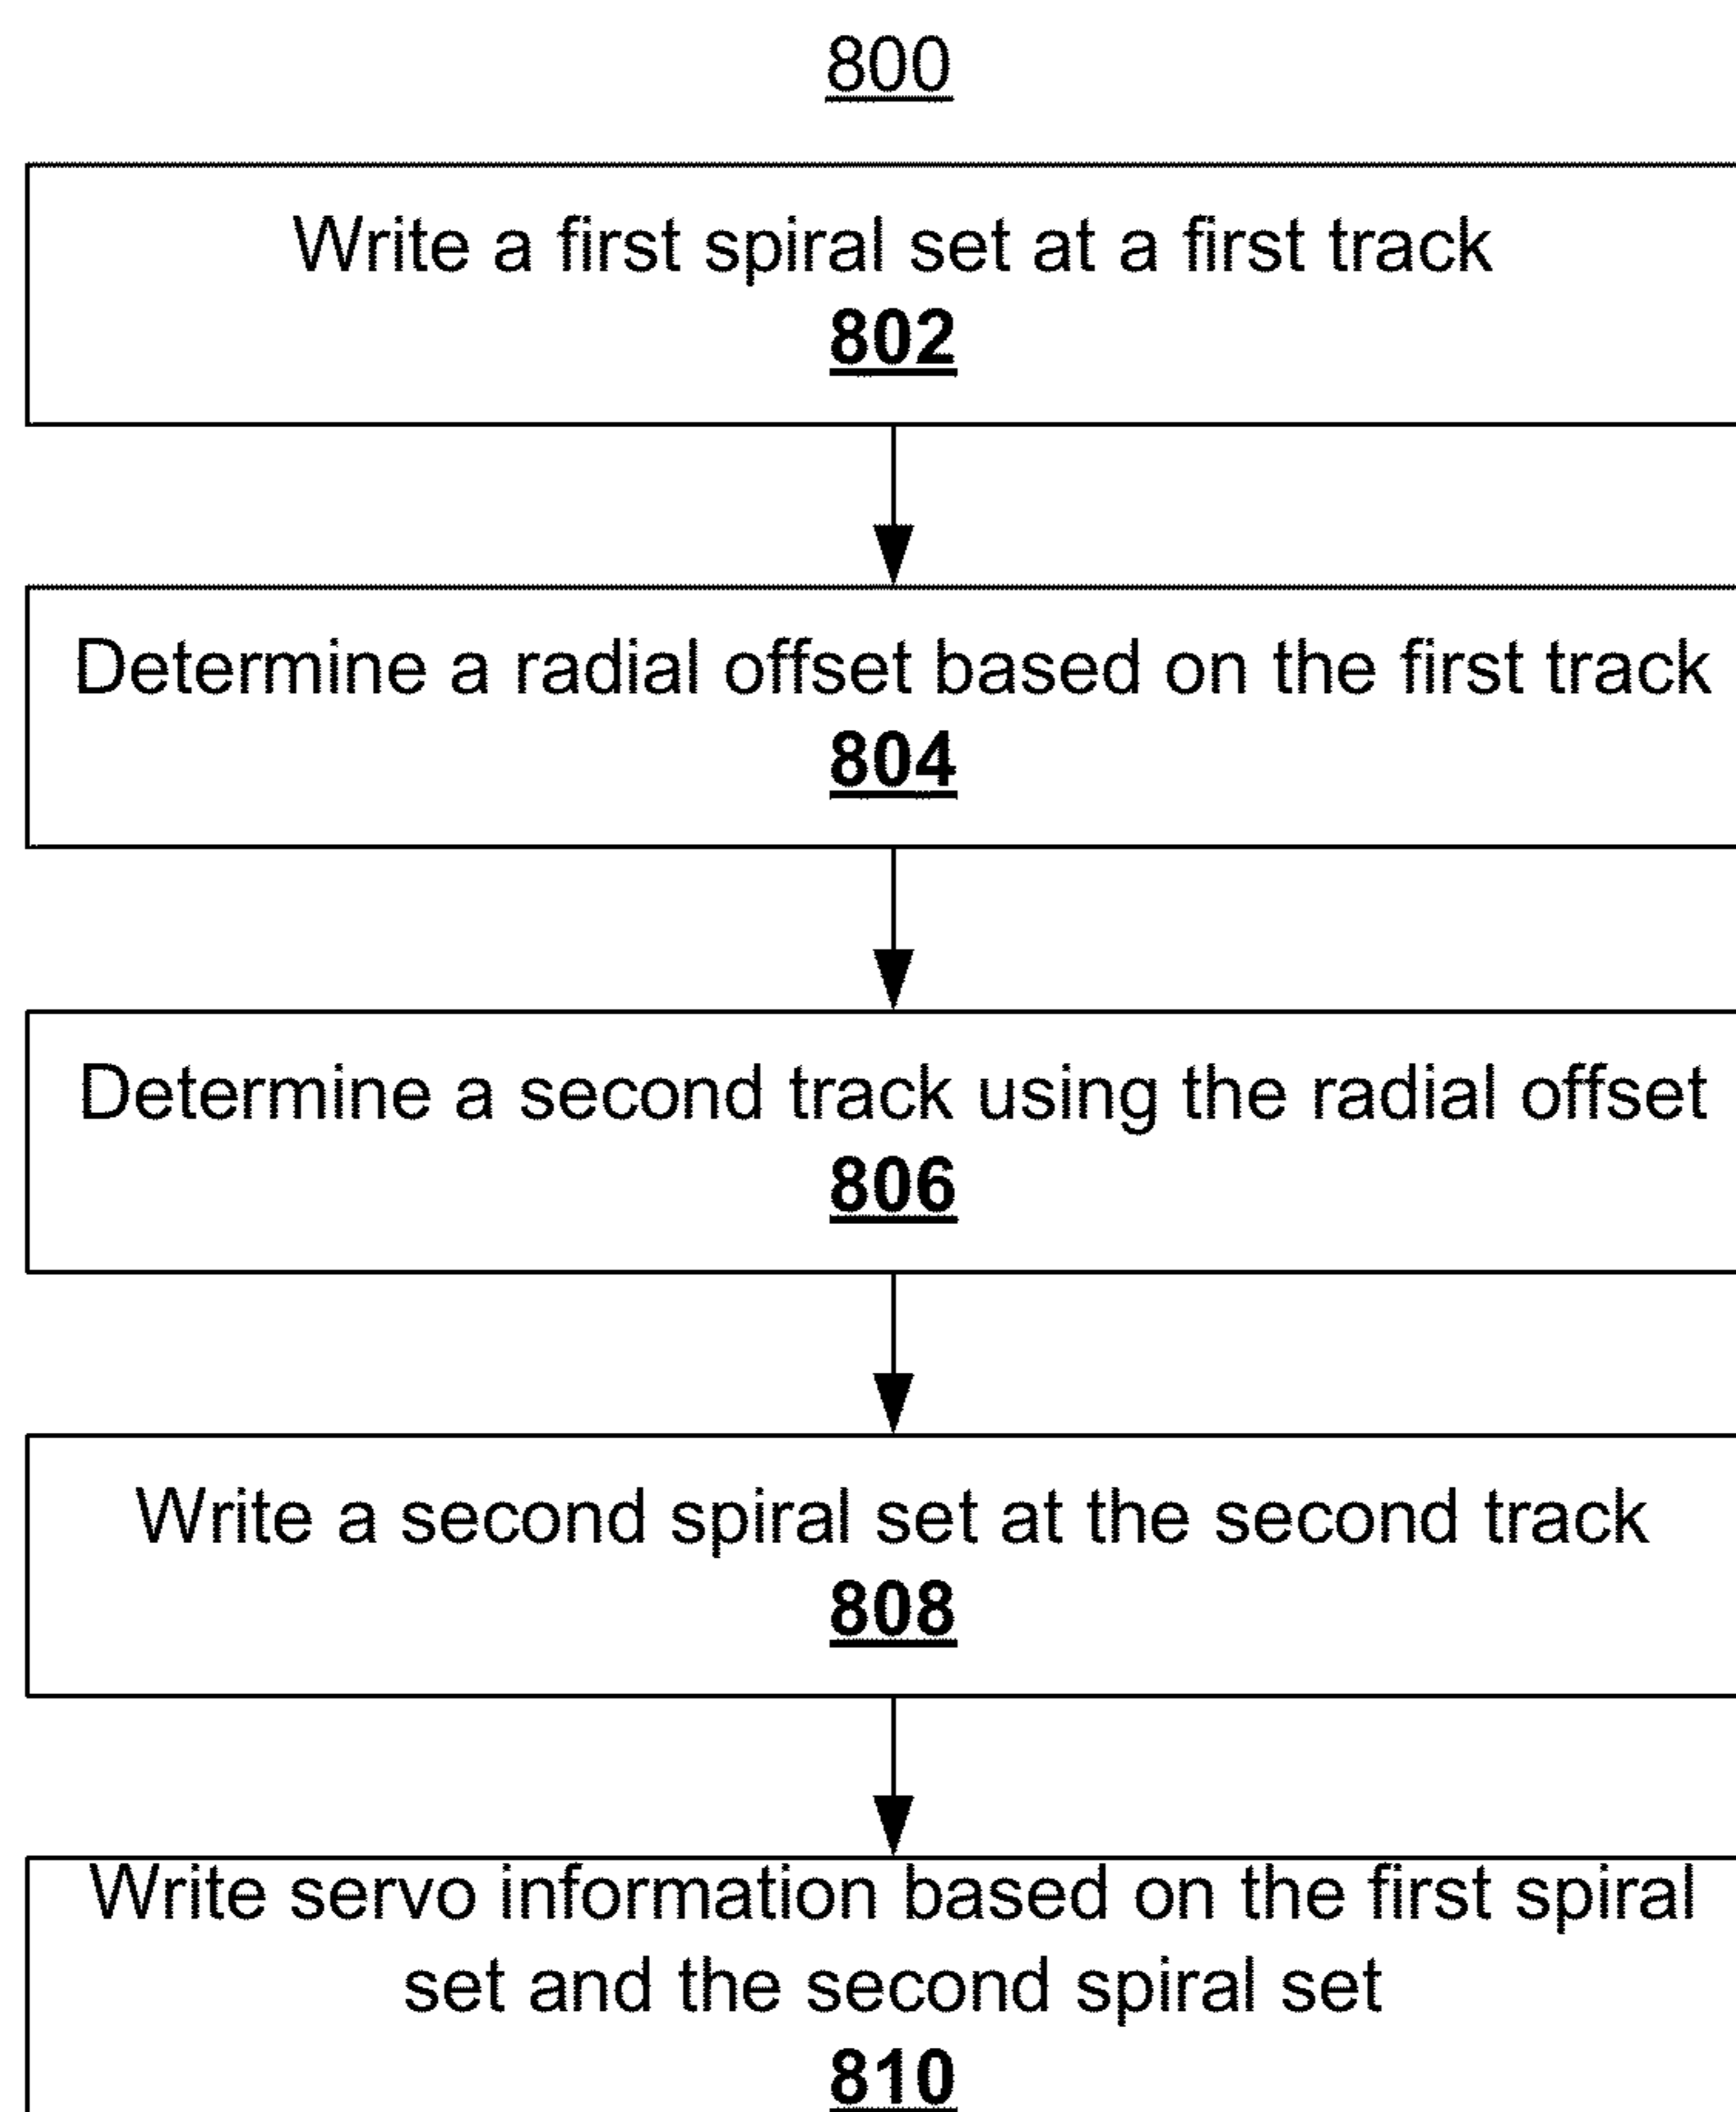 800
Write a first spiral set at a first track
802
Determine a radial offset based on the first track
804
Determine a second track using the radial offset
806
Write a second spiral set at the second track
808
Write servo information based on the first spiral
set and the second spiral set
810